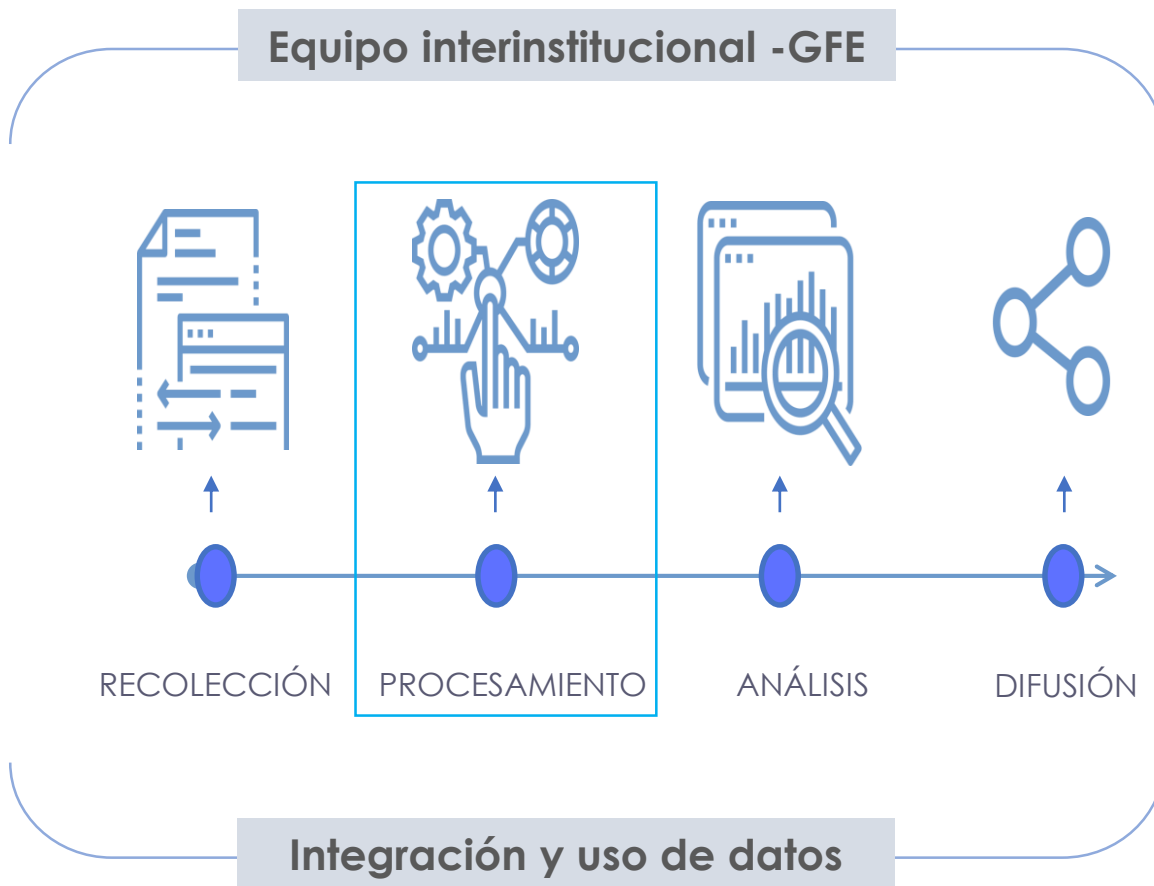 Equipo interinstitucional -GFE
RECOLECCIÓN
PROCESAMIENTO
ANÁLISIS
DIFUSIÓN
Integración y uso de datos